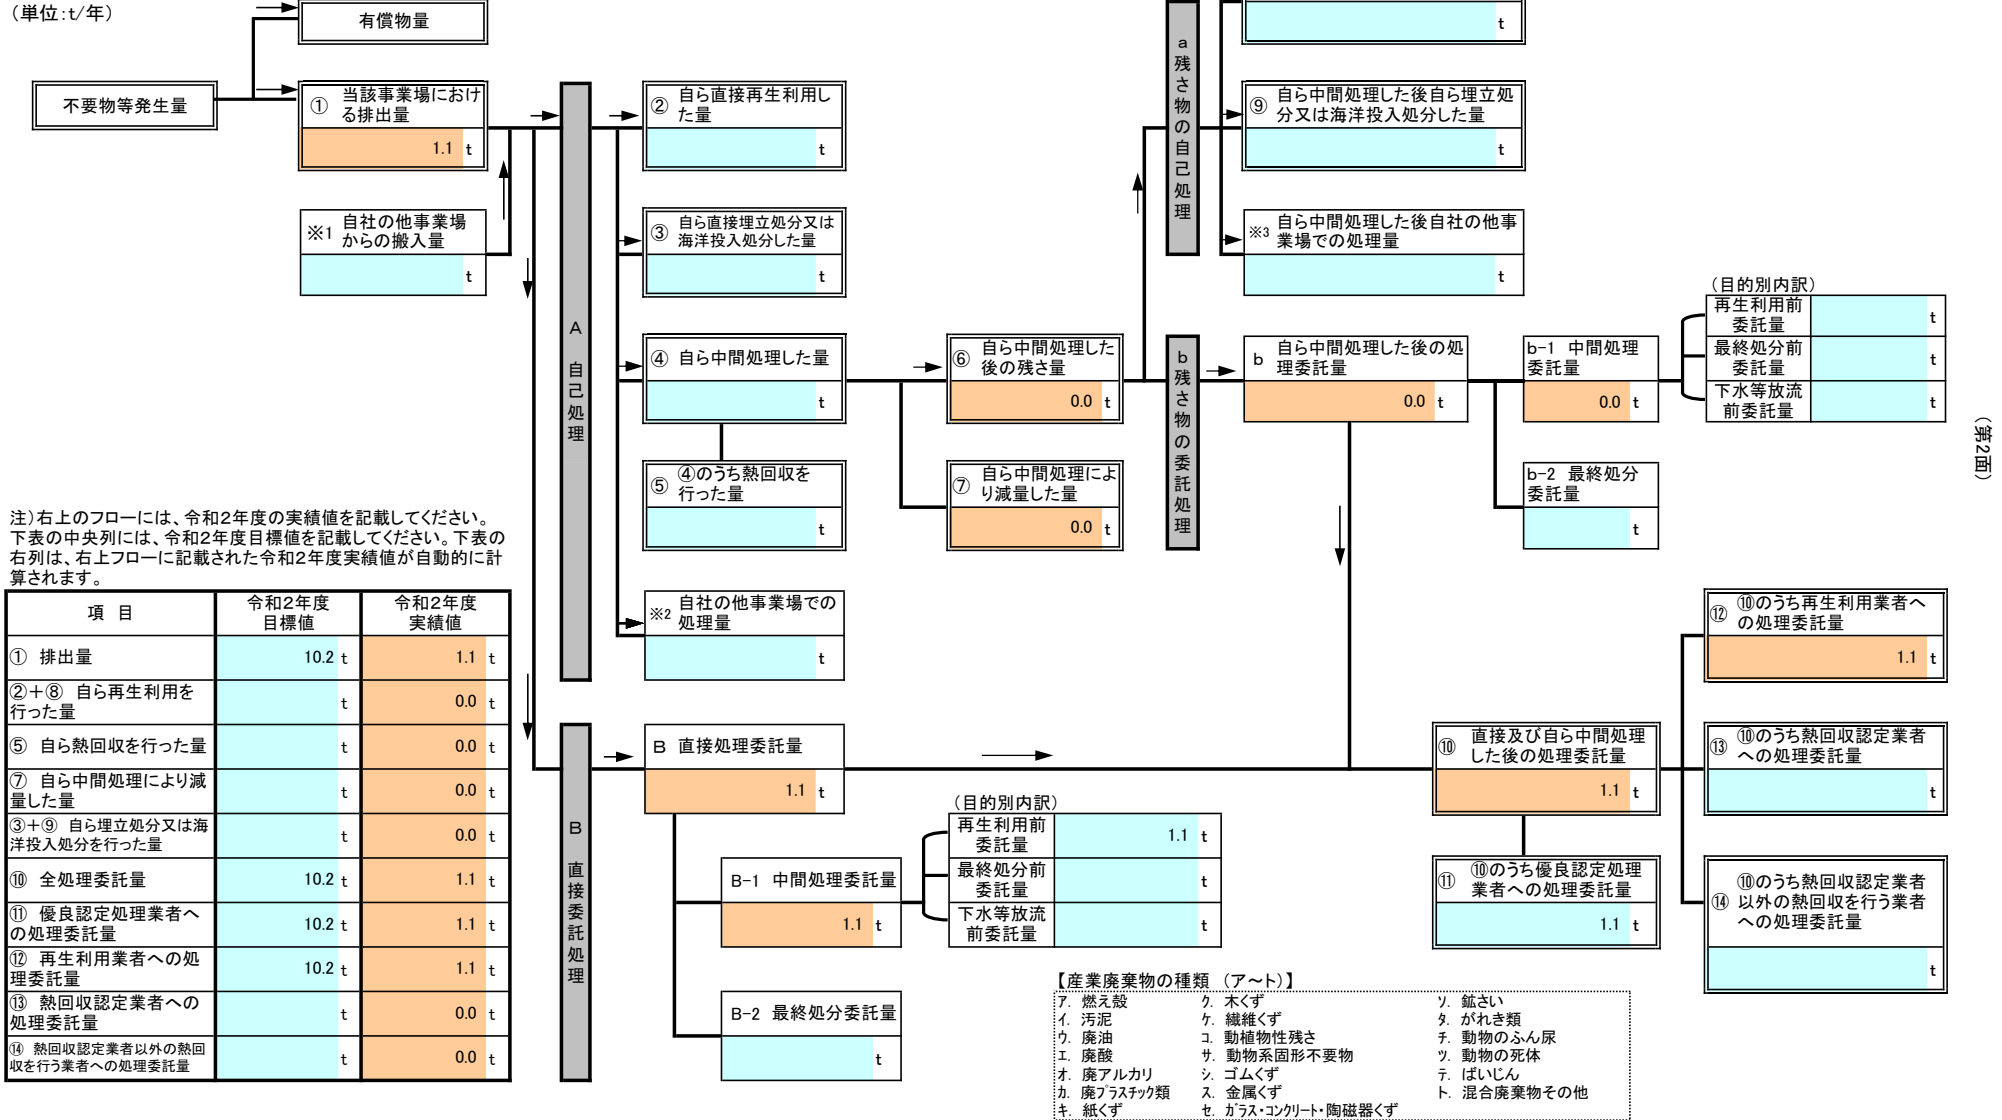 （単位：t/年）
有償物量
t
不要物等発生量
① 当該事業場におけ
る排出量
1.1 t
※1 自社の他事業場
からの搬入量
t
A 自己処理
② 自ら直接再生利用し
た量
t
③ 自ら直接埋立処分又は
海洋投入処分した量
t
④ 自ら中間処理した量
t
⑤ ④のうち熱回収を
行った量
t
※2 自社の他事業場での
処理量
t
⑥ 自ら中間処理した
後の残さ量
0.0 t
⑦ 自ら中間処理によ
り減量した量
0.0 t
a 残さ物の自己処理
⑨ 自ら中間処理した後自ら埋立処
分又は海洋投入処分した量
t
※3 自ら中間処理した後自社の他事
業場での処理量
t
b 残さ物の委託処理
b 自ら中間処理した後の処
理委託量
0.0 t
b-1 中間処理
委託量
0.0 t
b-2 最終処分
委託量
t
（目的別内訳）
再生利用前
委託量
t
最終処分前
委託量
t
下水等放流
前委託量
t
（第2面）
注）右上のフローには、令和2年度の実績値を記載してください。
下表の中央列には、令和2年度目標値を記載してください。下表の
右列は、右上フローに記載された令和2年度実績値が自動的に計
算されます。
項 目 令和2年度 令和2年度
目標値 実績値
① 排出量 10.2 t 1.1 t
②＋⑧ 自ら再生利用を
行った量 t 0.0 t
⑤ 自ら熱回収を行った量 t 0.0 t
⑦ 自ら中間処理により減
量した量 t 0.0 t
③＋⑨ 自ら埋立処分又は海
洋投入処分を行った量 t 0.0 t
⑩ 全処理委託量 10.2 t 1.1 t
⑪ 優良認定処理業者へ
の処理委託量 10.2 t 1.1 t
⑫ 再生利用業者への処
理委託量 10.2 t 1.1 t
⑬ 熱回収認定業者への
処理委託量 t 0.0 t
⑭ 熱回収認定業者以外の熱回
収を行う業者への処理委託量 t 0.0 t
B 直接委託処理
B 直接処理委託量
1.1 t
B-1 中間処理委託量
1.1 t
B-2 最終処分委託量
t
（目的別内訳）
再生利用前
委託量
1.1 t
最終処分前
委託量
t
下水等放流
前委託量
t
⑩ 直接及び自ら中間処理
した後の処理委託量
1.1 t
⑪ ⑩のうち優良認定処理
業者への処理委託量
1.1 t
⑫ ⑩のうち再生利用業者へ
の処理委託量
1.1 t
⑬ ⑩のうち熱回収認定業者
への処理委託量
t
⑭ ⑩のうち熱回収認定業者
以外の熱回収を行う業者
への処理委託量
t
【産業廃棄物の種類 （ア～ト）】
ア. 燃え殻 ク. 木くず ソ. 鉱さい
イ. 汚泥 ケ. 繊維くず タ. がれき類
ウ. 廃油 コ. 動植物性残さ チ. 動物のふん尿
エ. 廃酸 サ. 動物系固形不要物 ツ. 動物の死体
オ. 廃アルカリ シ. ゴムくず テ. ばいじん
カ. 廃プラスチック類 ス. 金属くず ト. 混合廃棄物その他
キ. 紙くず セ. ガラス・コンクリート・陶磁器くず